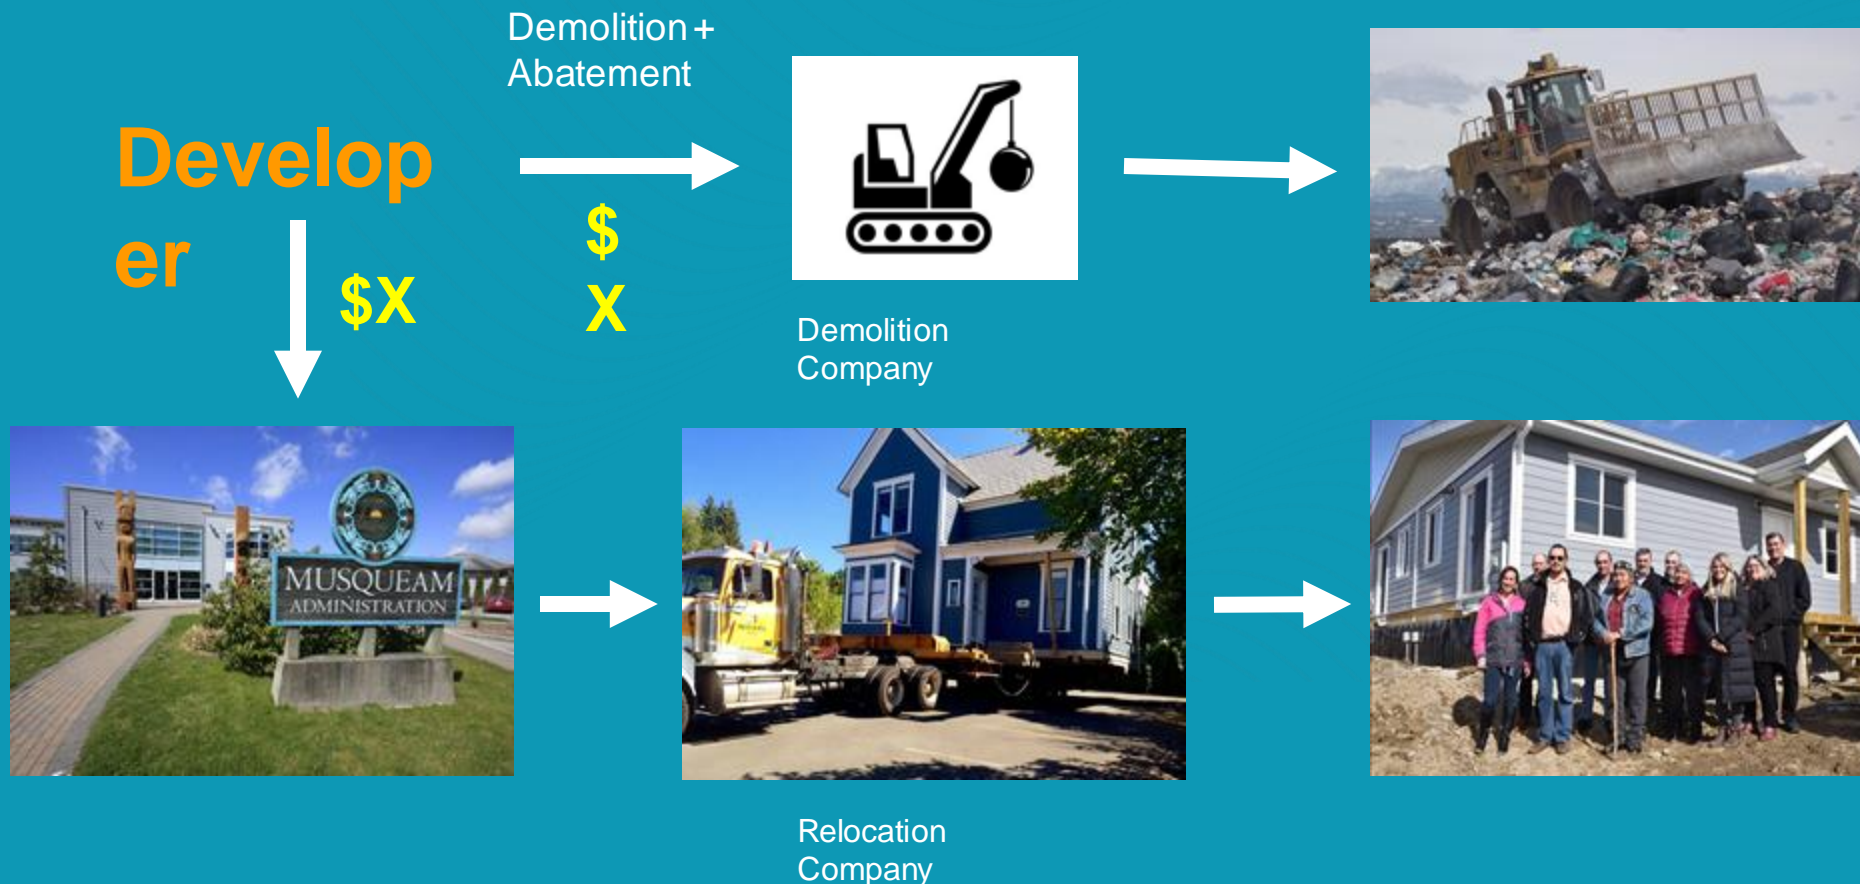 Demolition +
Abatement
Develop
er
$
X
$X
Demolition
Company
MUSQUEAM
ADMINISTRATION
Relocation
Company